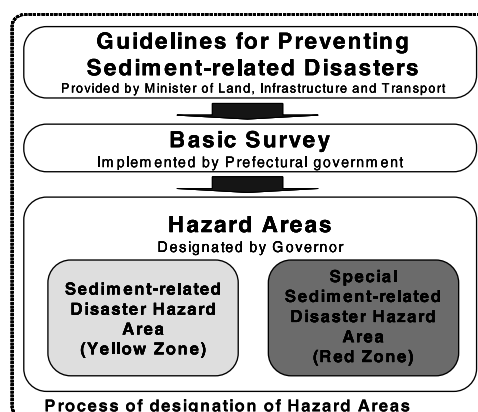 Guidelines for Preventing
Sediment-related Disasters
Provided by Minister of Land, Infrastructure and Transport
Basic Survey
Implemented by Prefectural government
Hazard Areas
Designated by Governor
Sediment-related
Disaster Hazard
Area
(Yellow Zone)
Special
Sediment-related
Disaster Hazard
Area
(Red Zone)
Process of designation of Hazard Areas